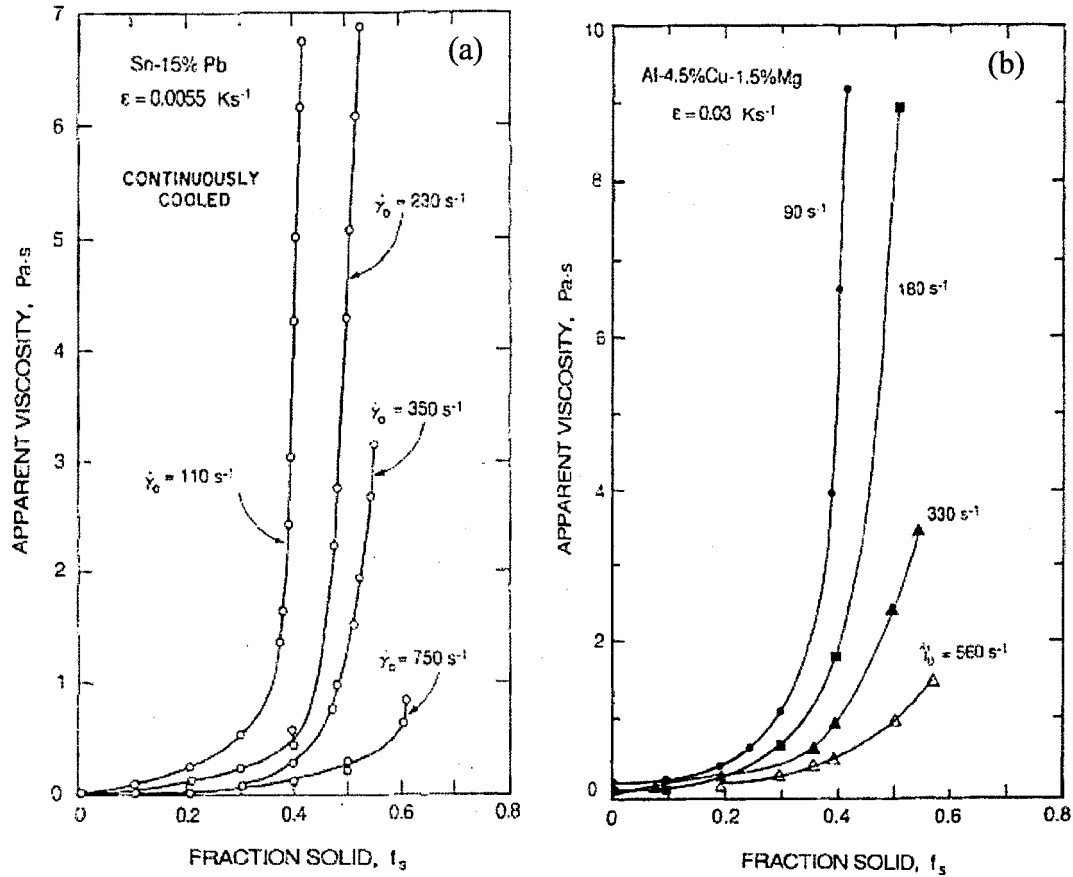 (a)
Sn-15% Pb
ε = 0.0055 Ks⁻¹
CONTINUOUSLY
COOLED
γ̇₀ = 230 s⁻¹
γ̇₀ = 350 s⁻¹
γ̇₀ = 110 s⁻¹
γ̇₀ = 750 s⁻¹
7
6
5
4
3
2
1
0
0
0.2
0.4
0.6
0.8
APPARENT VISCOSITY, Pa·s
FRACTION SOLID, fₛ
(b)
Al-4.5%Cu-1.5%Mg
ε = 0.03 Ks⁻¹
90 s⁻¹
180 s⁻¹
330 s⁻¹
γ̇₀ = 560 s⁻¹
10
8
6
4
2
0
0
0.2
0.4
0.6
0.8
APPARENT VISCOSITY, Pa·s
FRACTION SOLID, fₛ